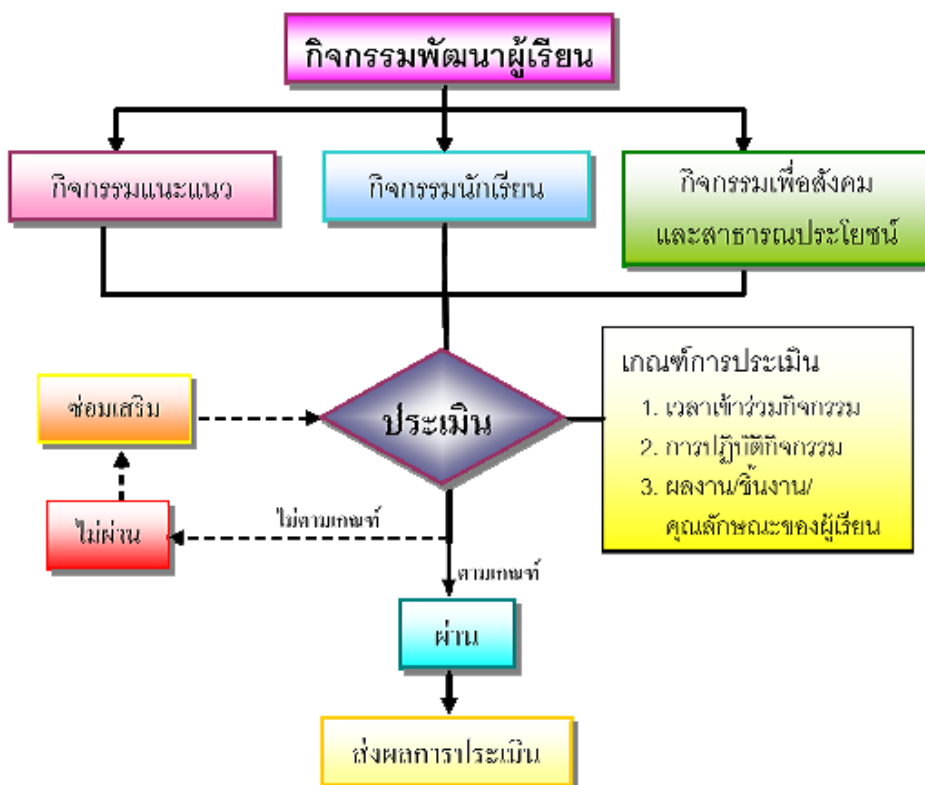 กิจกรรมพัฒนาผู้เรียน
กิจกรรมแนะแนว
กิจกรรมนักเรียน
กิจกรรมเพื่อสังคม
และสาธารณประโยชน์
ประเมิน
เกณฑ์การประเมิน
1. เวลาเข้าร่วมกิจกรรม
2. การปฏิบัติกิจกรรม
3. ผลงาน/ชิ้นงาน/
คุณลักษณะของผู้เรียน
ซ่อมเสริม
ไม่ผ่าน
ไม่ตามเกณฑ์
ตามเกณฑ์
ผ่าน
ส่งผลการประเมิน